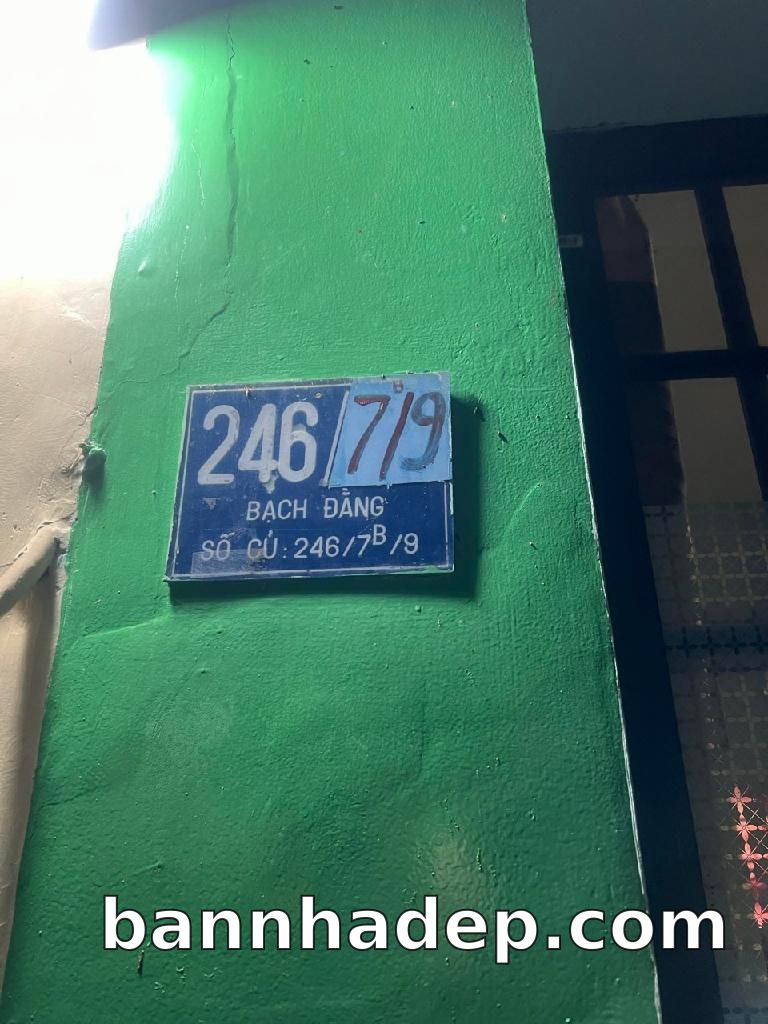 246/7/9
BẠCH ĐẰNG
SỐ CŨ: 246/7B/9
bannhadep.com